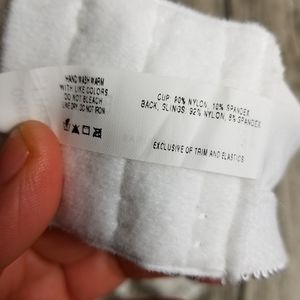 HAND WASH WARM
WITH LIKE COLORS
DO NOT BLEACH
LINE DRY DO NOT IRON
CUP: 90% NYLON, 10% SPANDEX
BACK, SLINGS: 92% NYLON, 8% SPANDEX
EXCLUSIVE OF TRIM AND ELASTICS